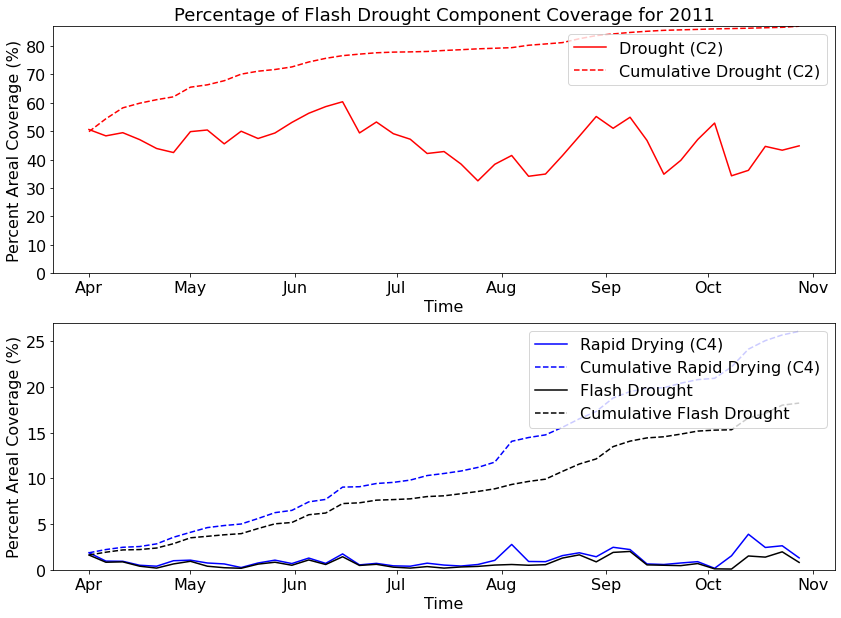 Percentage of Flash Drought Component Coverage for 2011
Percent Areal Coverage (%)
80
70
60
50
40
30
20
10
0
Drought (C2)
Cumulative Drought (C2)
Apr May Jun Jul Aug Sep Oct Nov
Time
Percent Areal Coverage (%)
25
20
15
10
5
0
Rapid Drying (C4)
Cumulative Rapid Drying (C4)
Flash Drought
Cumulative Flash Drought
Apr May Jun Jul Aug Sep Oct Nov
Time